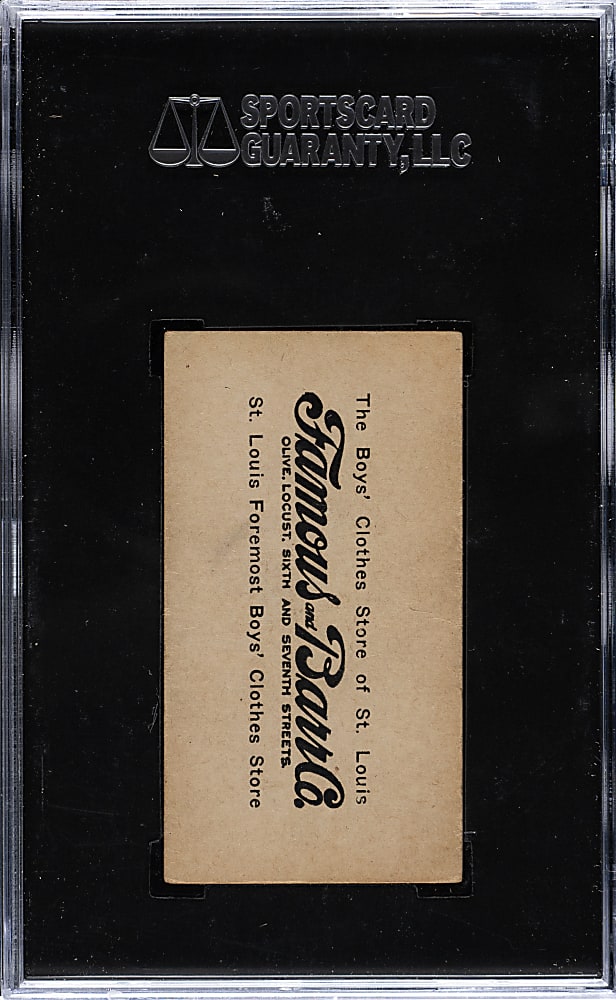 SPORTSCARD
GUARANTY, LLC
The Boys' Clothes Store of St. Louis
Famous and Barr Co.
OLIVE, LOCUST, SIXTH AND SEVENTH STREETS.
St. Louis Foremost Boys' Clothes Store